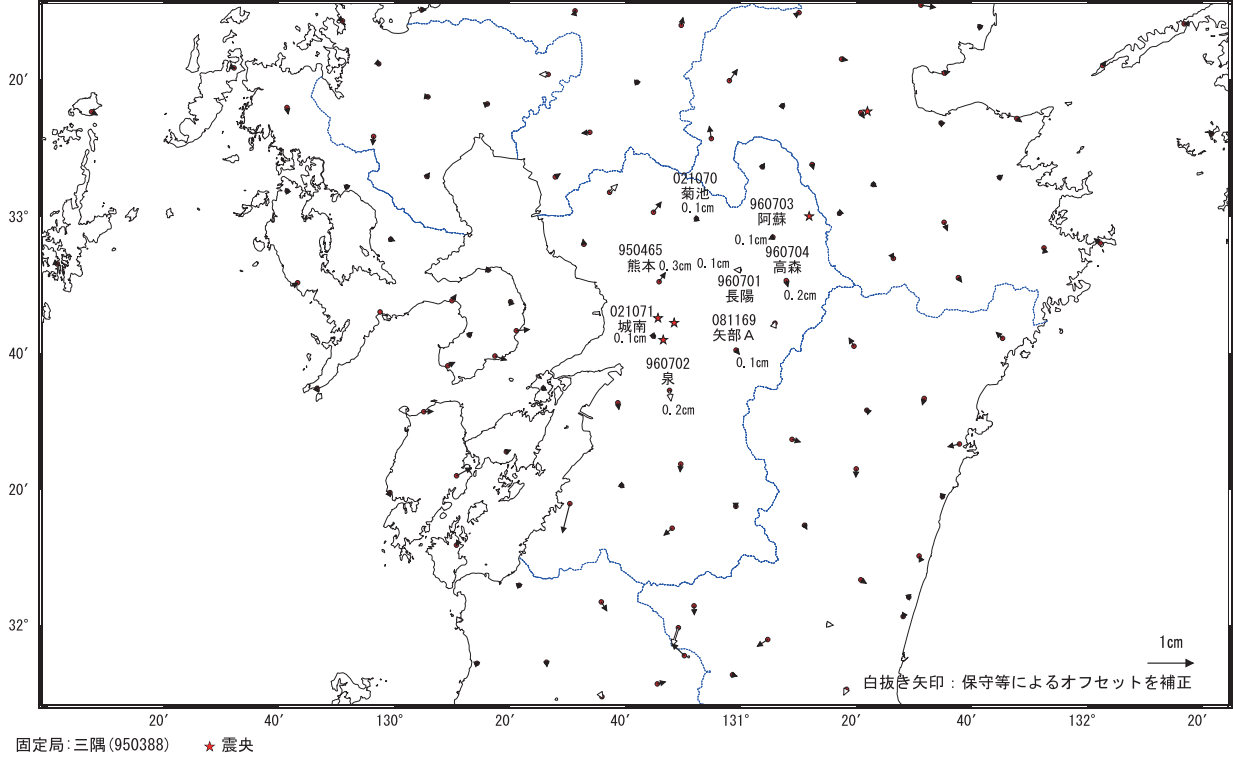 20′
33°
40′
20′
32°
021070
菊池
0.1cm
960703
阿蘇
0.1cm
960704
高森
0.2cm
950465
熊本 0.3cm
0.1cm
960701
長陽
021071
城南
0.1cm
081169
矢部A
0.1cm
960702
泉
0.2cm
1cm
白抜き矢印：保守等によるオフセットを補正
20′ 40′ 130° 20′ 40′ 131° 20′ 40′ 132° 20′
固定局:三隅(950388) ★ 震央